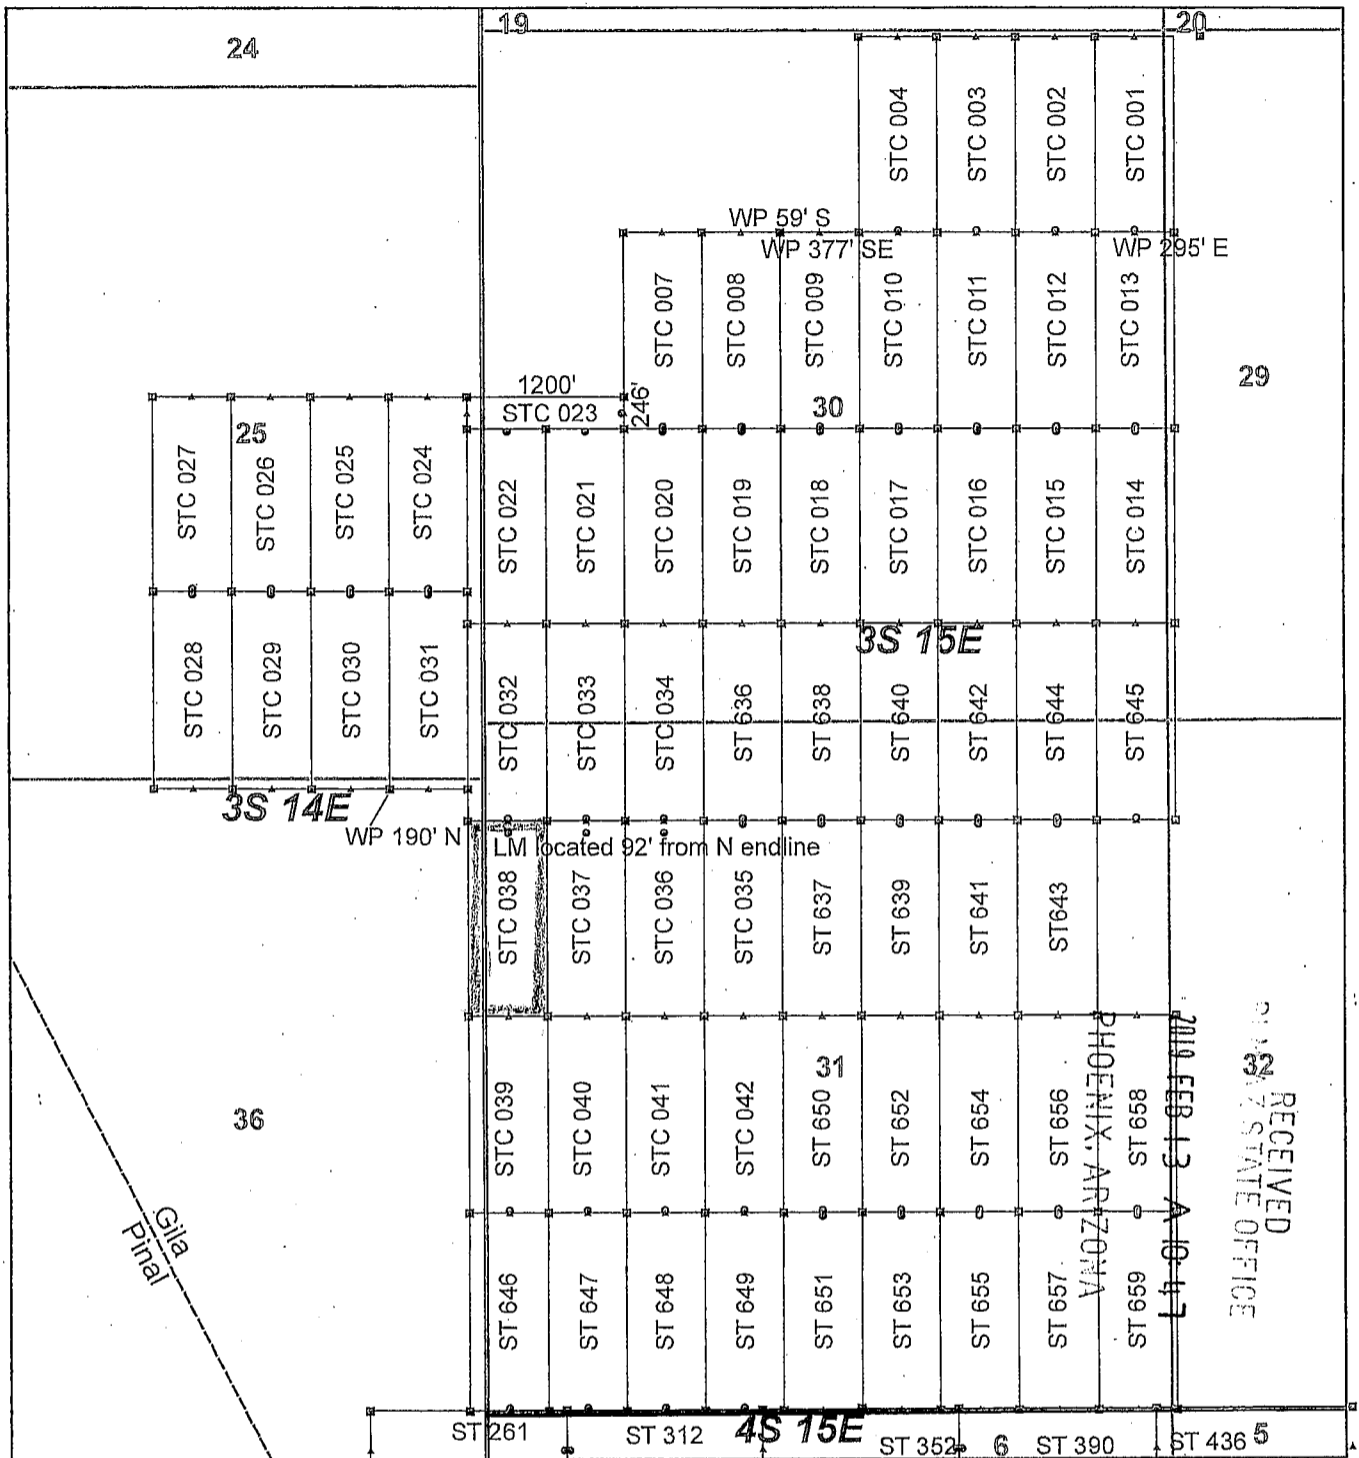 24
19
20
STC 004
STC 003
STC 002
STC 001
WP 59' S
WP 377' SE
WP 295' E
STC 007
STC 008
STC 009
STC 010
STC 011
STC 012
STC 013
29
1200'
STC 023
246'
30
25
STC 027
STC 026
STC 025
STC 024
STC 022
STC 021
STC 020
STC 019
STC 018
STC 017
STC 016
STC 015
STC 014
3S 15E
STC 028
STC 029
STC 030
STC 031
STC 032
STC 033
STC 034
ST 636
ST 638
ST 640
ST 642
ST 644
ST 645
3S 14E
WP 190' N
LM located 92' from N endline
STC 038
STC 037
STC 036
STC 035
ST 637
ST 639
ST 641
ST643
31
32
36
STC 039
STC 040
STC 041
STC 042
ST 650
ST 652
ST 654
ST 656
ST 658
RECEIVED
AZ STATE OFFICE
2019 FEB 13 A 10:47
PHOENIX, ARIZONA
Gila
Pinal
ST 646
ST 647
ST 648
ST 649
ST 651
ST 653
ST 655
ST 657
ST 659
4S 15E
ST 261
ST 312
ST 352
6
ST 390
ST 436
5